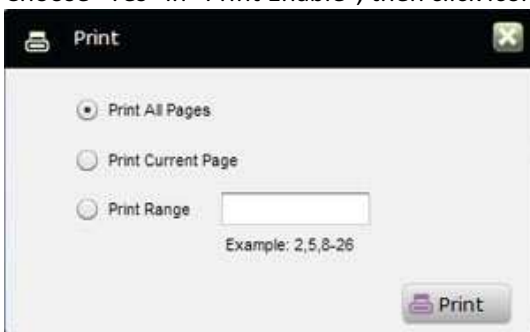 Print
Print All Pages
Print Current Page
Print Range
Example: 2,5,8-26
Print